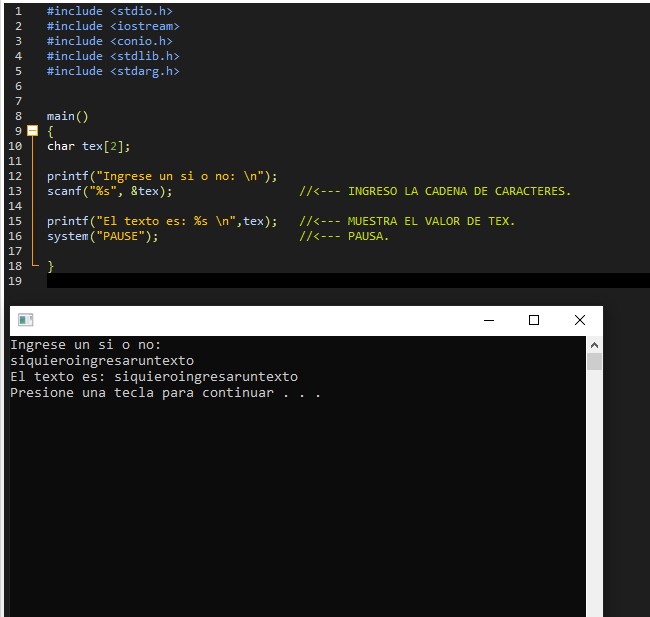 1 #include <stdio.h>
2 #include <iostream>
3 #include <conio.h>
4 #include <stdlib.h>
5 #include <stdarg.h>
6
7
8 main()
9 {
10 char tex[2];
11
12 printf("Ingrese un si o no: \n");
13 scanf("%s", &tex); //<--- INGRESO LA CADENA DE CARACTERES.
14
15 printf("El texto es: %s \n",tex); //<--- MUESTRA EL VALOR DE TEX.
16 system("PAUSE"); //<--- PAUSA.
17
18 }
19
Ingrese un si o no:
siquieroingresaruntexto
El texto es: siquieroingresaruntexto
Presione una tecla para continuar . . .